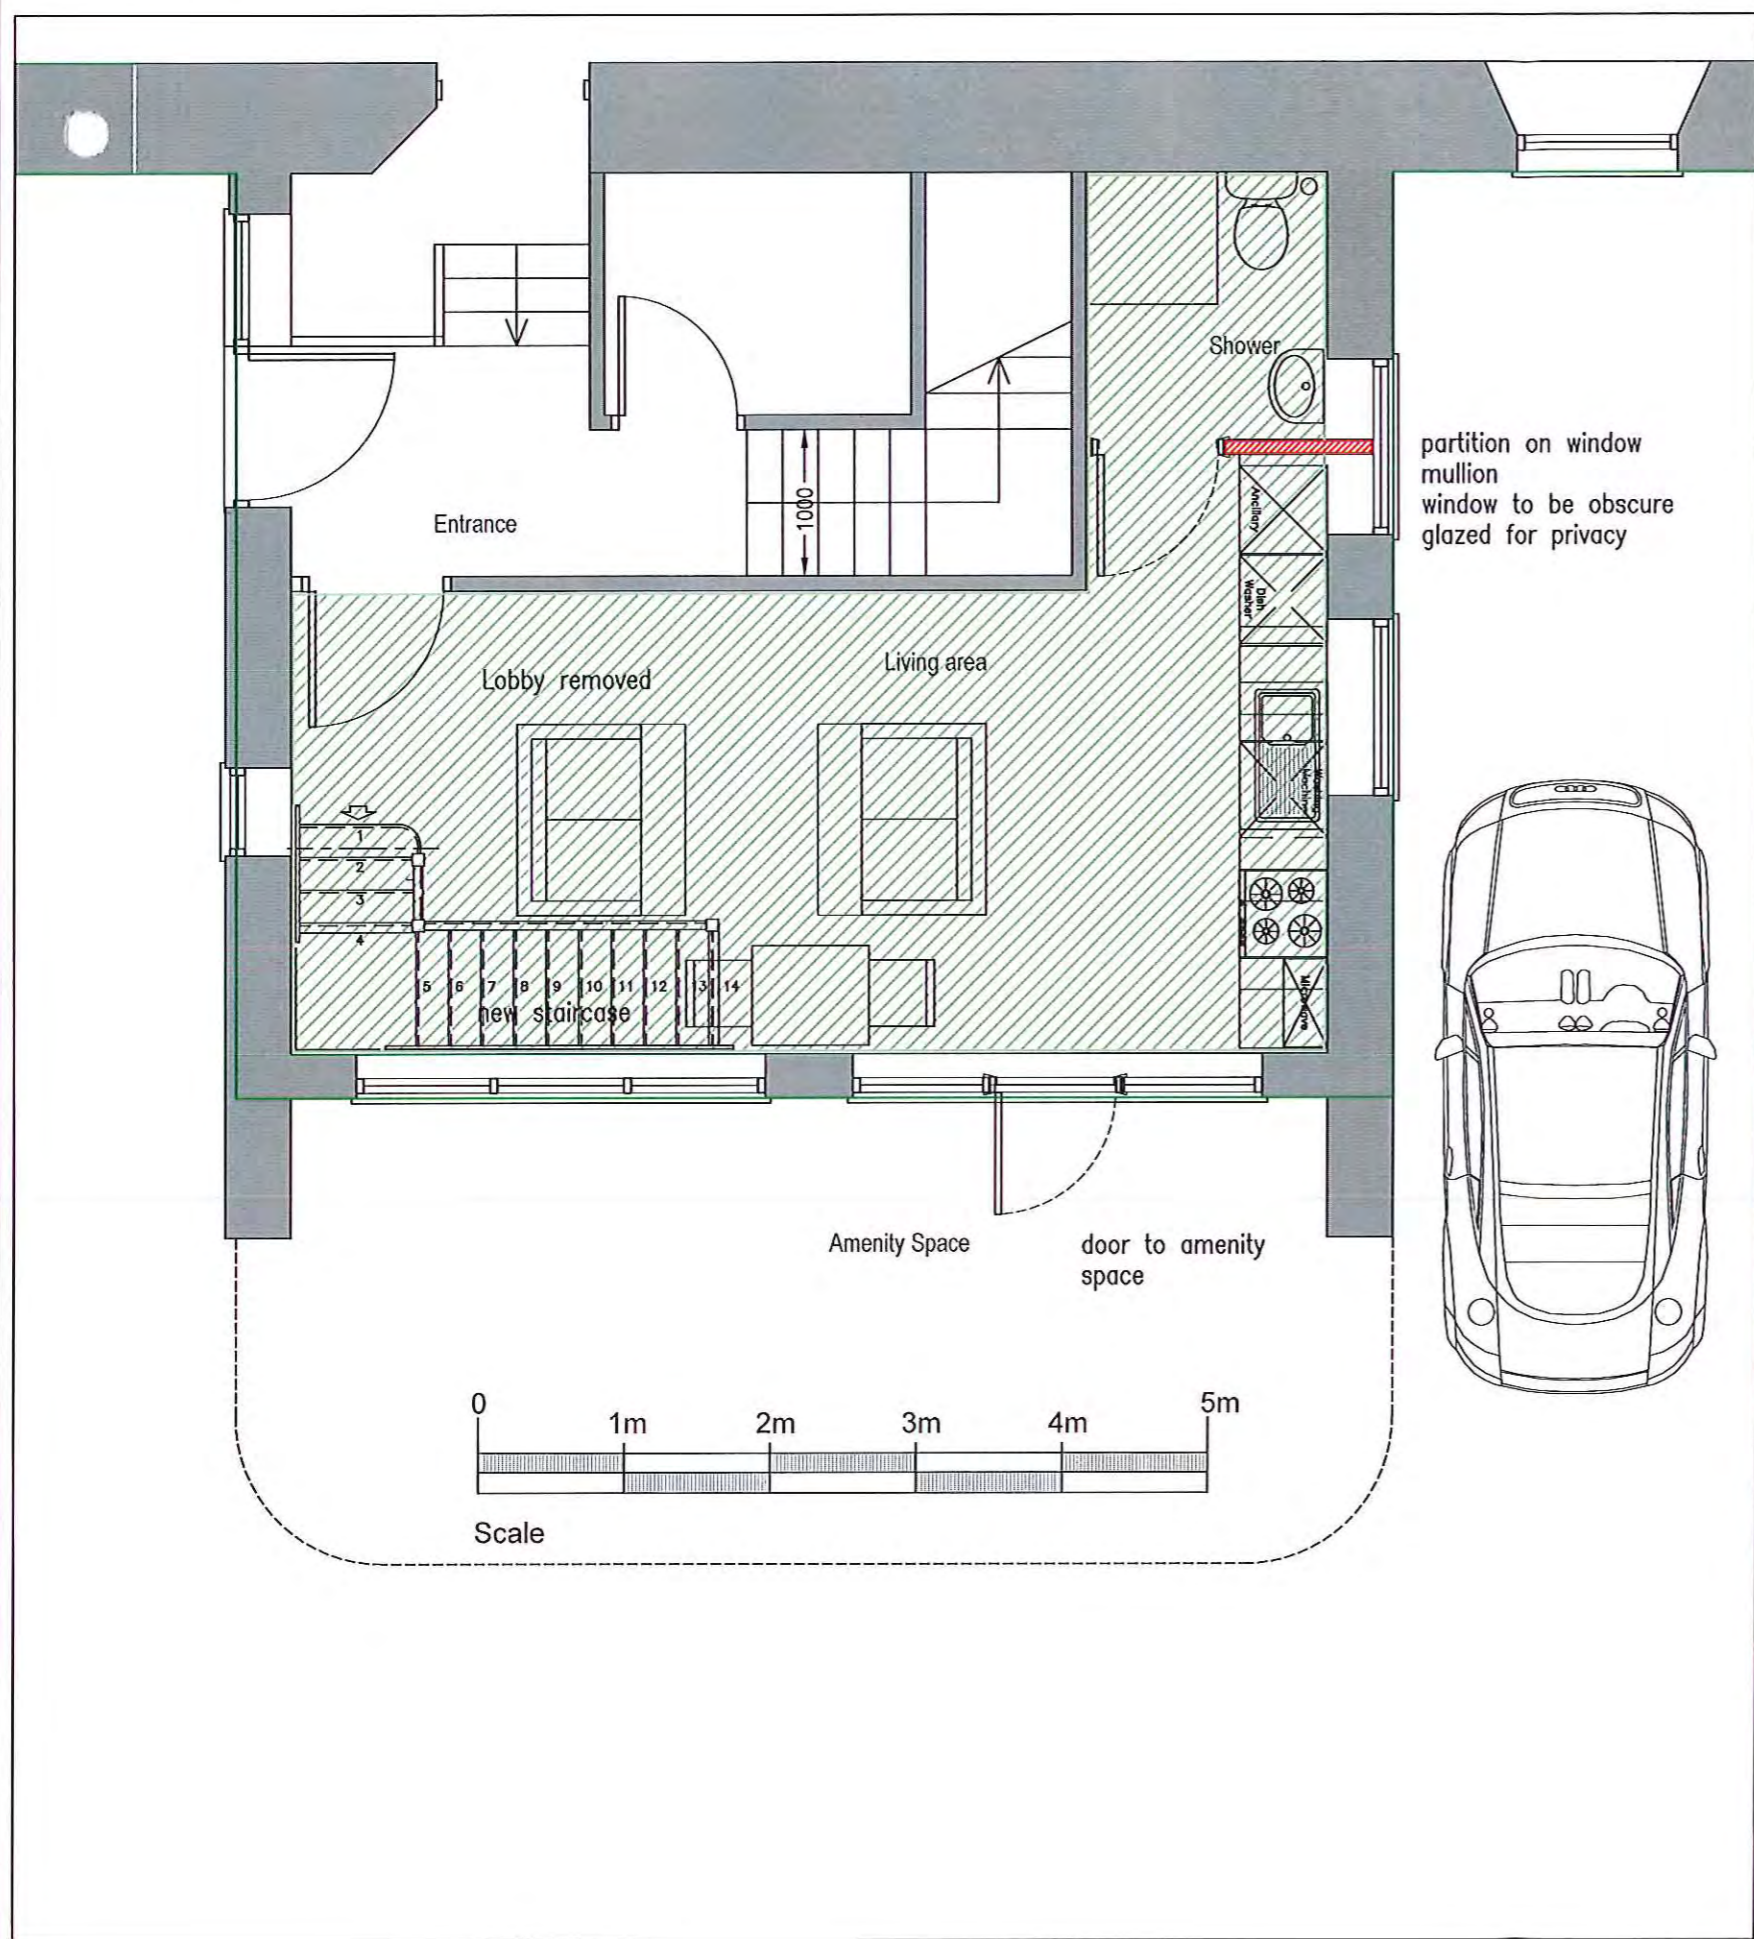 Shower
partition on window
mullion
window to be obscure
glazed for privacy
1000
Ancillary
Entrance
Dish
Washer
Living area
Lobby removed
Washing
Machine
1
2
3
4
5 6 7 8 9 10 11 12 13 14
new staircase
Microwave
Amenity Space
door to amenity
space
0 1m 2m 3m 4m 5m
Scale